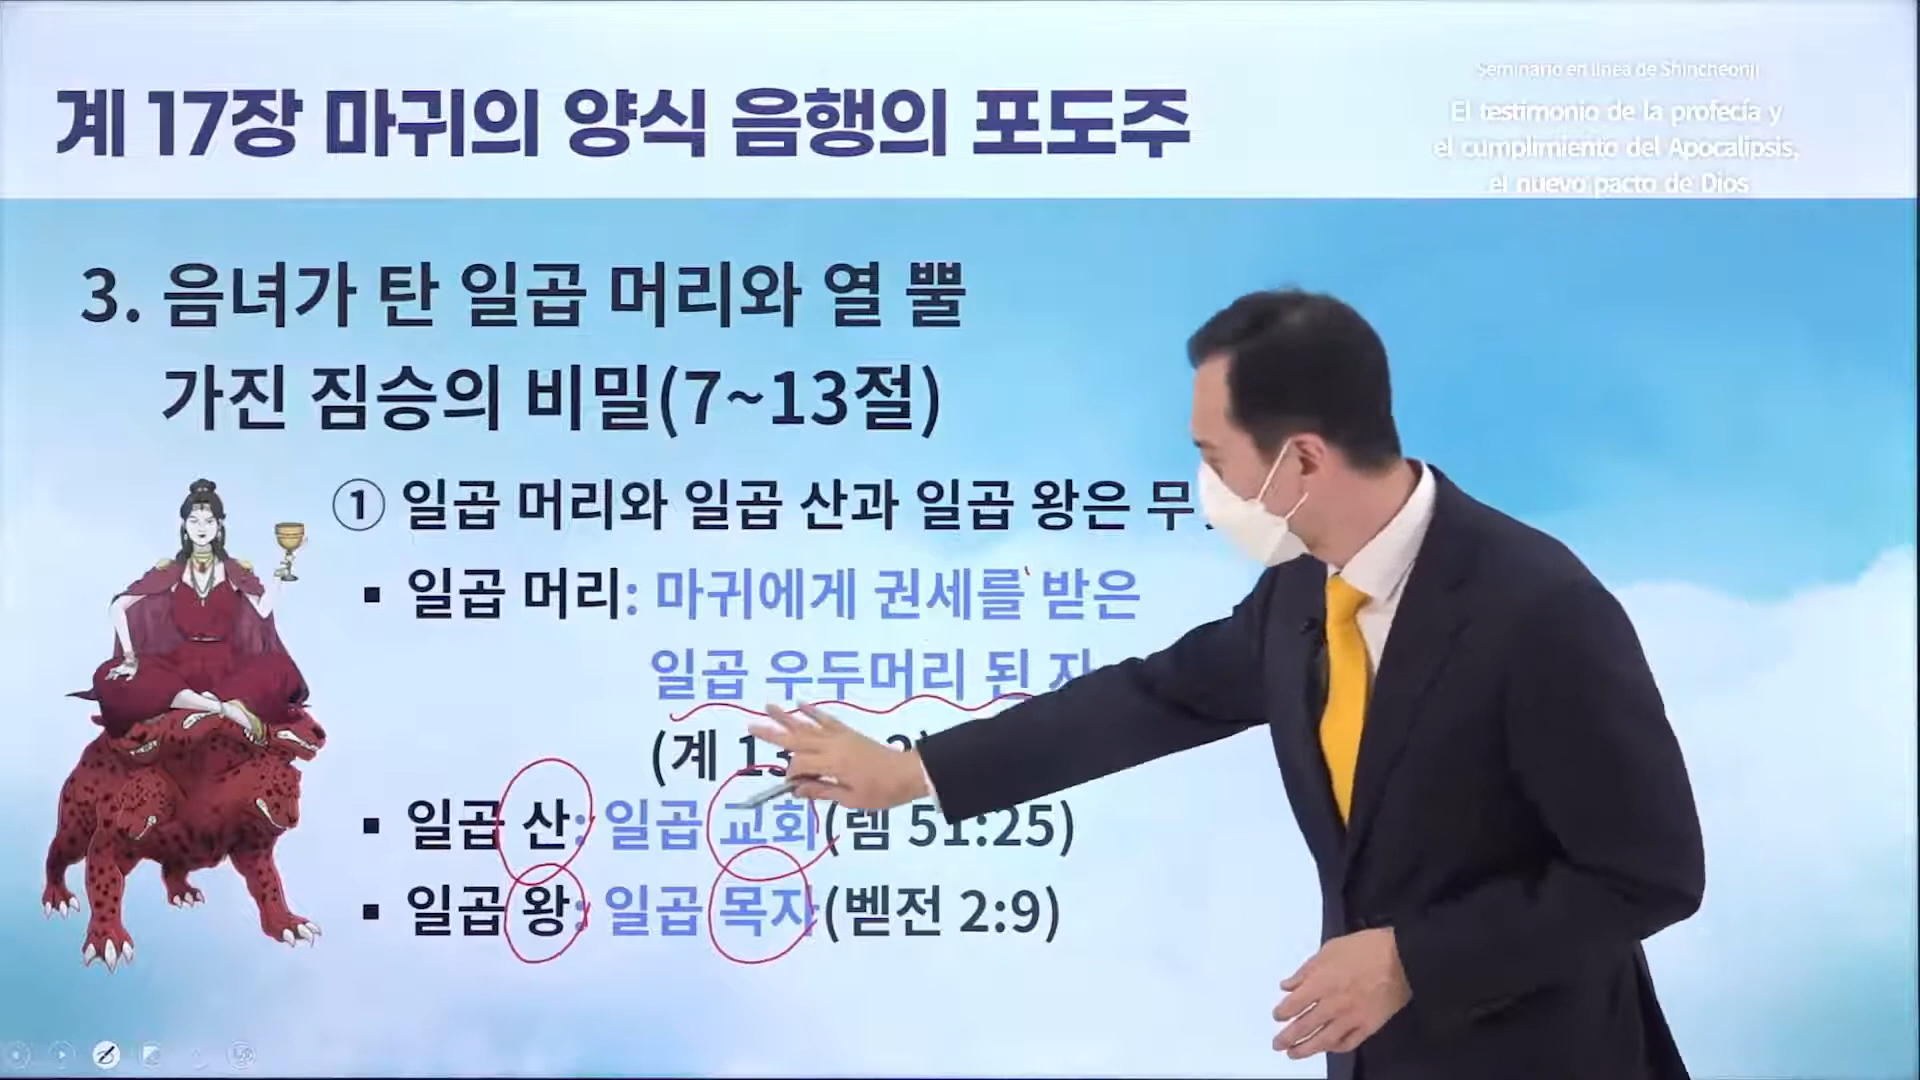 계 17장 마귀의 양식 음행의 포도주
Seminario en línea de Shincheonji
El testimonio de la profecía y
el cumplimiento del Apocalipsis,
el nuevo pacto de Dios
3. 음녀가 탄 일곱 머리와 열 뿔
가진 짐승의 비밀(7~13절)
① 일곱 머리와 일곱 산과 일곱 왕은
▪ 일곱 머리: 마귀에게 권세를 받은
일곱 우두머리 된 자
(계 13
▪ 일곱 산: 일곱 교회(렘 51:25)
▪ 일곱 왕: 일곱 목자(벧전 2:9)